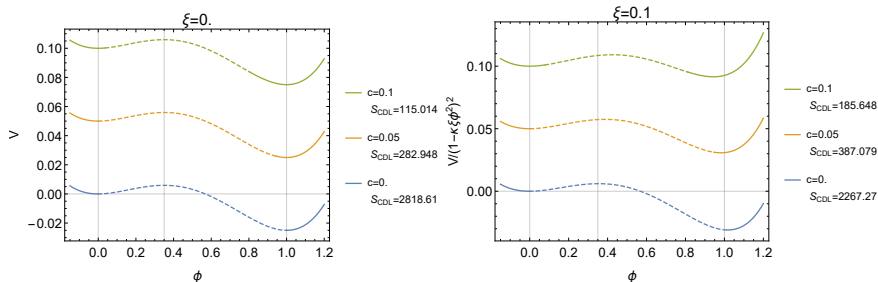 ξ=0.
V
0.10
0.08
0.06
0.04
0.02
0.00
−0.02
0.0 0.2 0.4 0.6 0.8 1.0 1.2
ϕ
c=0.1
S_CDL=115.014
c=0.05
S_CDL=282.948
c=0.
S_CDL=2818.61
ξ=0.1
V/(1−κξϕ²)²
0.10
0.05
0.00
0.0 0.2 0.4 0.6 0.8 1.0 1.2
ϕ
c=0.1
S_CDL=185.648
c=0.05
S_CDL=387.079
c=0.
S_CDL=2267.27